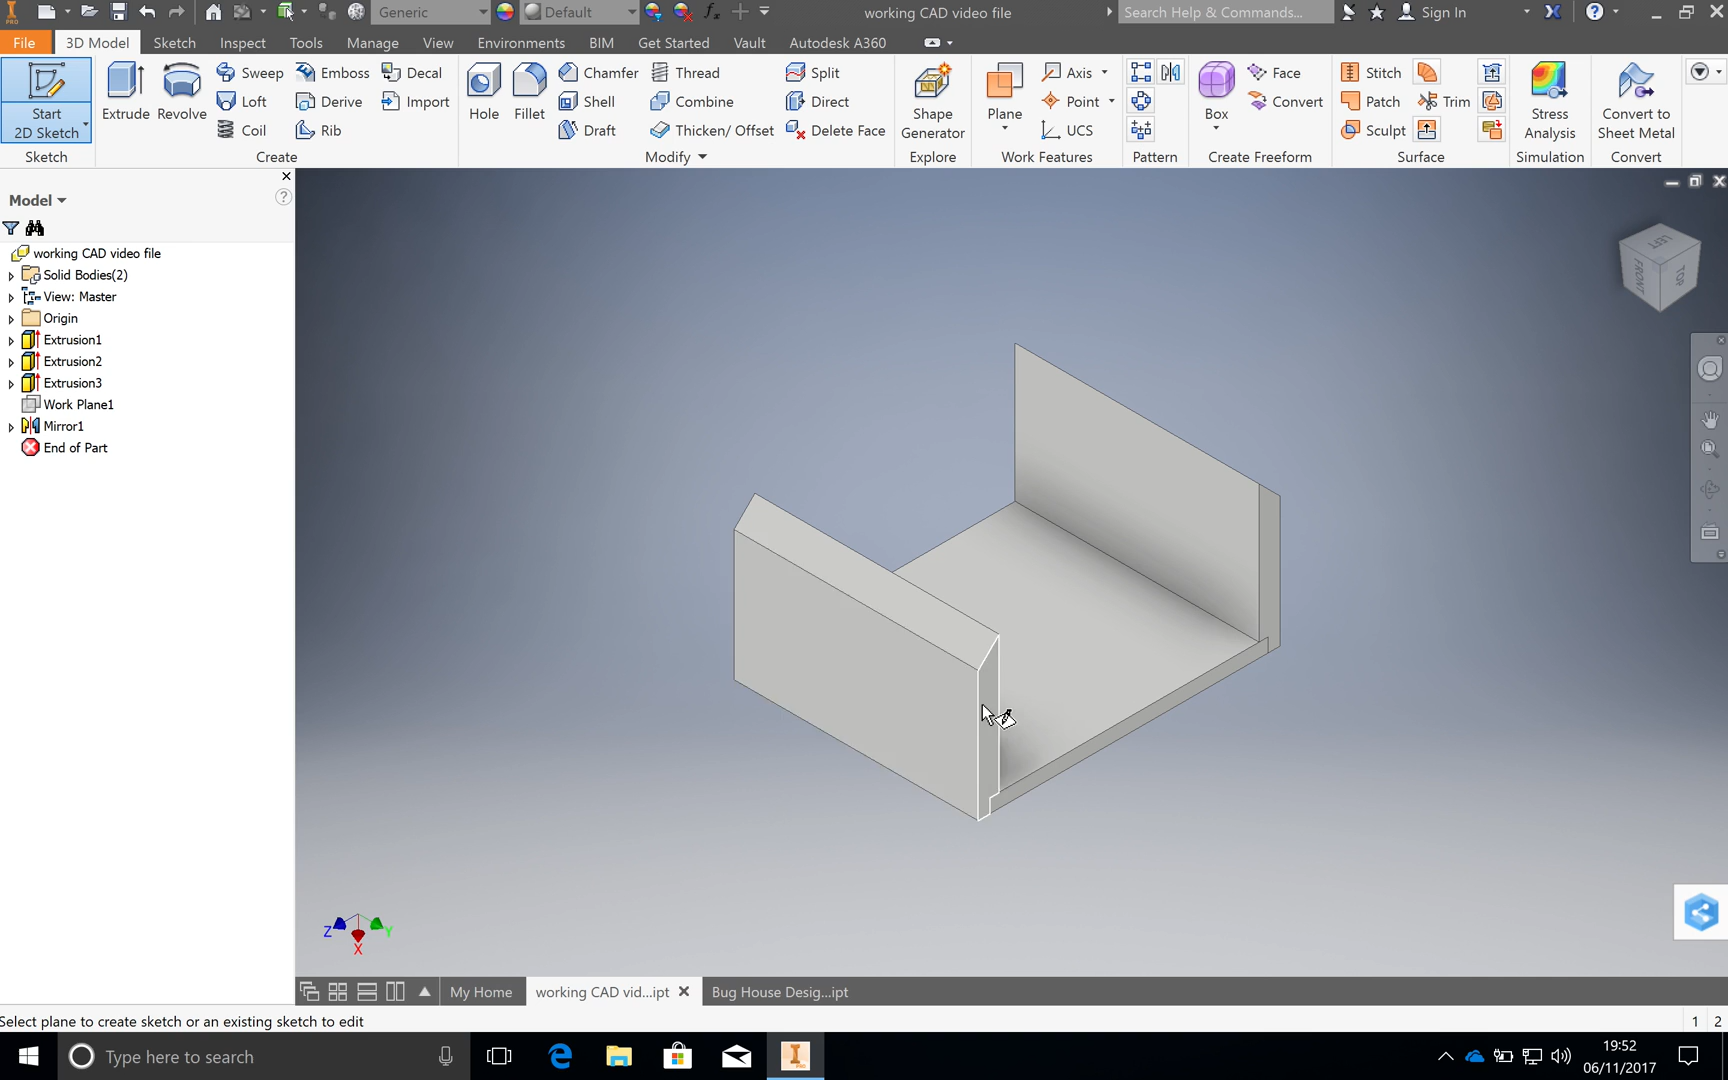 PRO
Generic
Default
fx
working CAD video file
Search Help & Commands...
Sign In
File
3D Model
Sketch
Inspect
Tools
Manage
View
Environments
BIM
Get Started
Vault
Autodesk A360
Start
2D Sketch
Extrude
Revolve
Sweep
Loft
Coil
Emboss
Derive
Rib
Decal
Import
Hole
Fillet
Chamfer
Shell
Draft
Thread
Combine
Thicken/ Offset
Split
Direct
Delete Face
Shape
Generator
Plane
Axis
Point
UCS
Box
Face
Convert
Stitch
Patch
Sculpt
Trim
Stress
Analysis
Convert to
Sheet Metal
Sketch
Create
Modify
Explore
Work Features
Pattern
Create Freeform
Surface
Simulation
Convert
Model
working CAD video file
Solid Bodies(2)
View: Master
Origin
Extrusion1
Extrusion2
Extrusion3
Work Plane1
Mirror1
End of Part
LEFT
FRONT
TOP
Z
Y
X
My Home
working CAD vid...ipt
Bug House Desig...ipt
Select plane to create sketch or an existing sketch to edit
1
2
Type here to search
19:52
06/11/2017